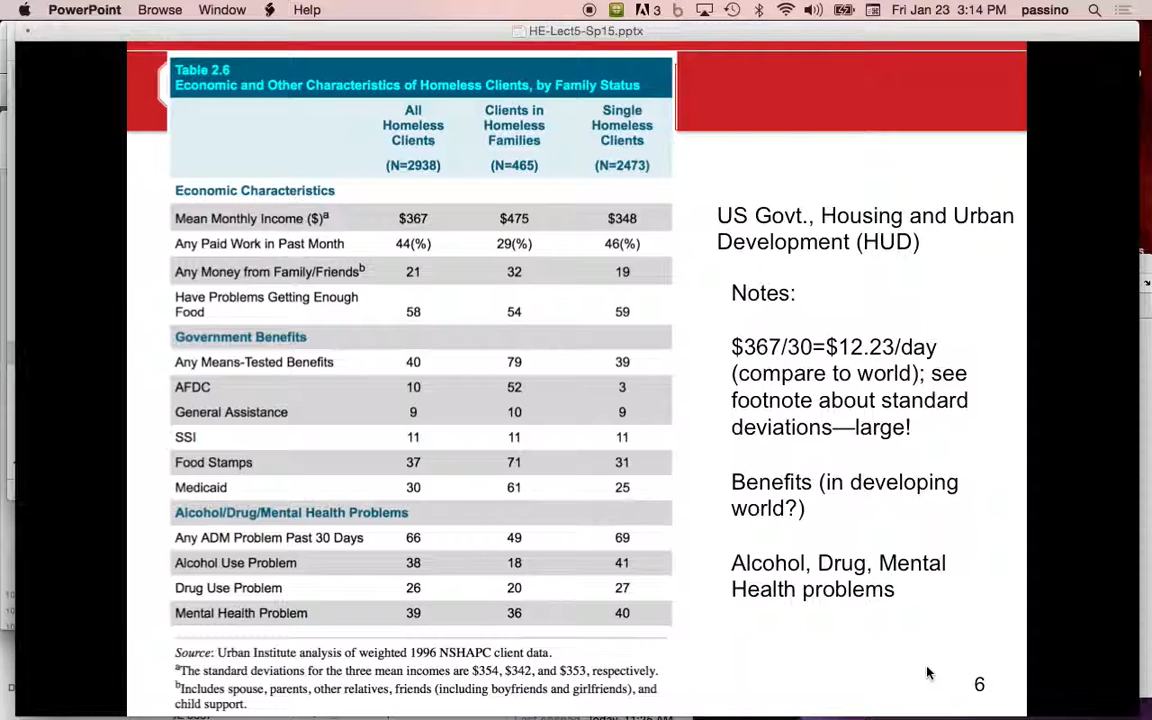 PowerPoint Browse Window Help 3 Fri Jan 23 3:14 PM passino
HE-Lect5-Sp15.pptx
Table 2.6
Economic and Other Characteristics of Homeless Clients, by Family Status
All Homeless Clients (N=2938) Clients in Homeless Families (N=465) Single Homeless Clients (N=2473)
Economic Characteristics
Mean Monthly Income ($)a $367 $475 $348
Any Paid Work in Past Month 44(%) 29(%) 46(%)
Any Money from Family/Friendsb 21 32 19
Have Problems Getting Enough
Food 58 54 59
Government Benefits
Any Means-Tested Benefits 40 79 39
AFDC 10 52 3
General Assistance 9 10 9
SSI 11 11 11
Food Stamps 37 71 31
Medicaid 30 61 25
Alcohol/Drug/Mental Health Problems
Any ADM Problem Past 30 Days 66 49 69
Alcohol Use Problem 38 18 41
Drug Use Problem 26 20 27
Mental Health Problem 39 36 40
Source: Urban Institute analysis of weighted 1996 NSHAPC client data.
aThe standard deviations for the three mean incomes are $354, $342, and $353, respectively.
bIncludes spouse, parents, other relatives, friends (including boyfriends and girlfriends), and
child support.
US Govt., Housing and Urban
Development (HUD)
Notes:
$367/30=$12.23/day
(compare to world); see
footnote about standard
deviations—large!
Benefits (in developing
world?)
Alcohol, Drug, Mental
Health problems
6